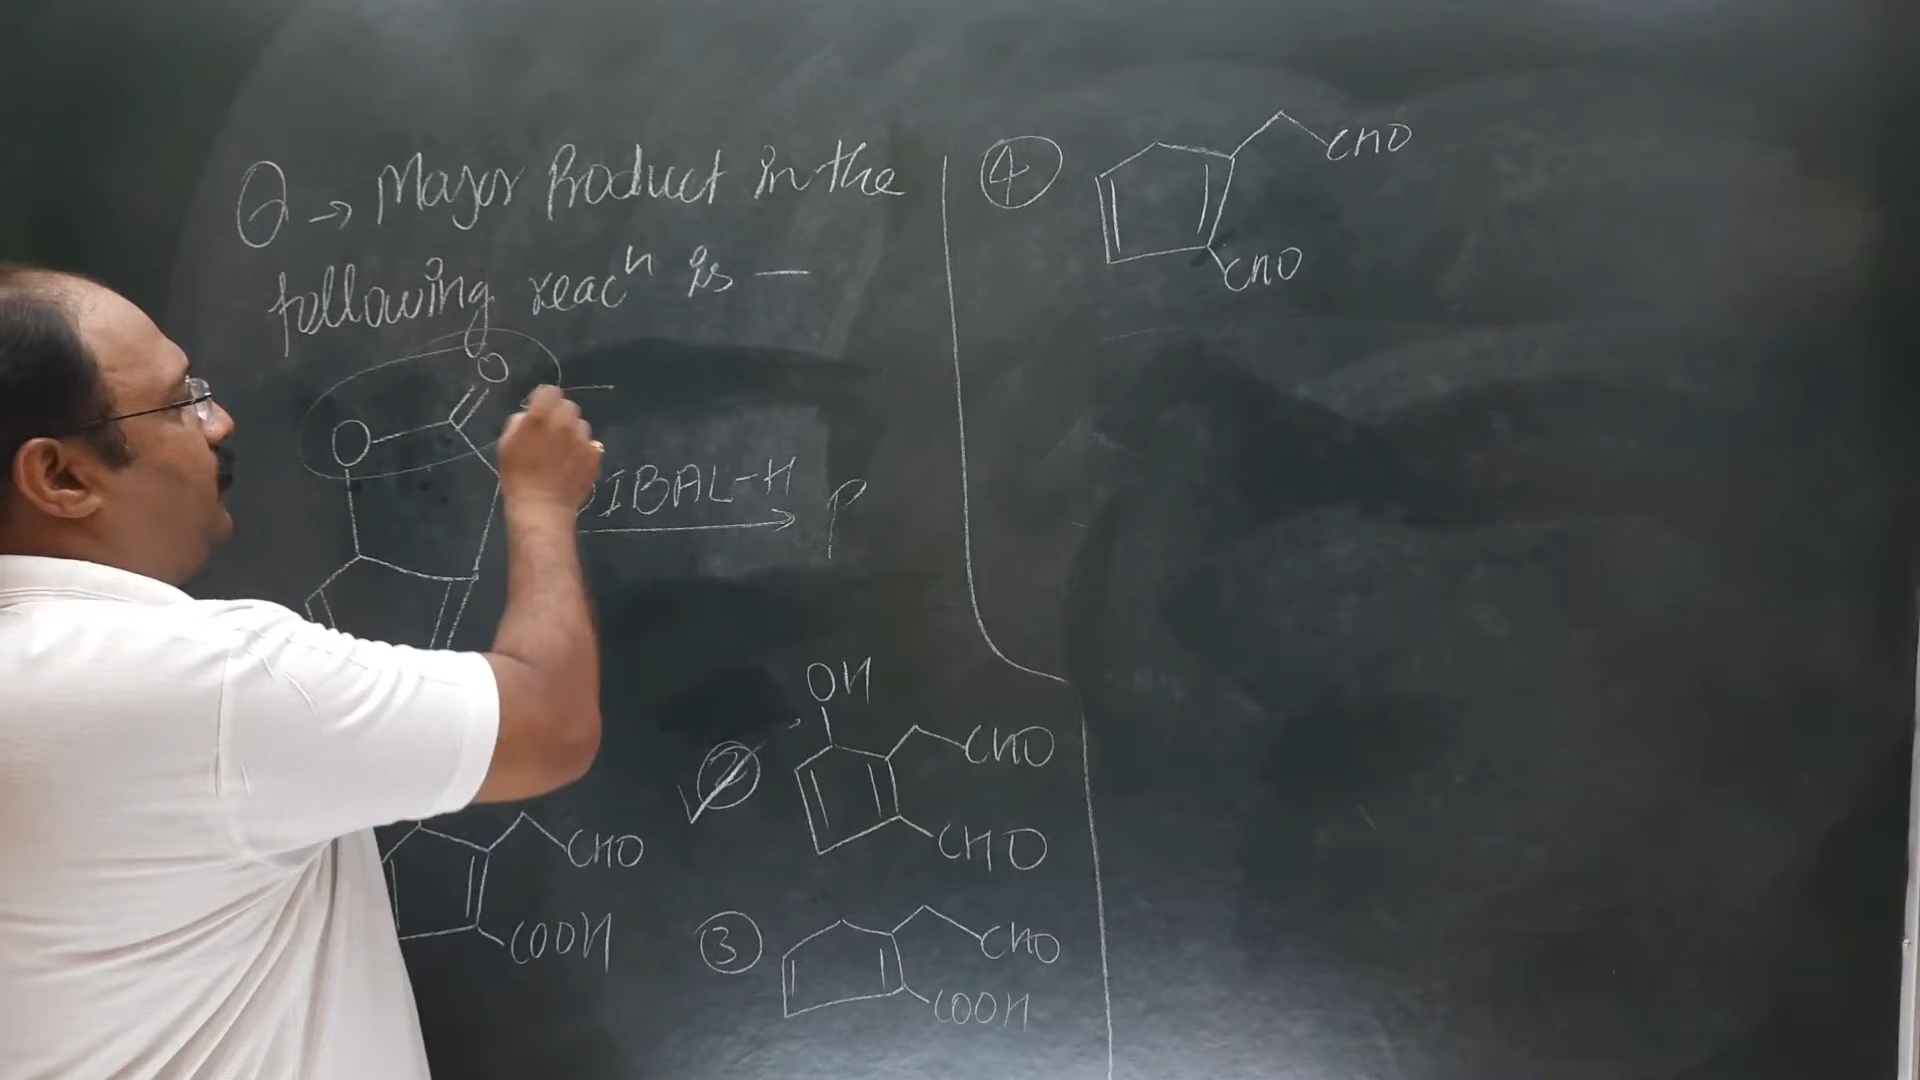 Q → Major Product in the
following reacⁿ is —
O
O
DIBAL-H
P
CHO
COOH
② OH
CHO
CHO
③ CHO
COOH
④ CHO
CHO